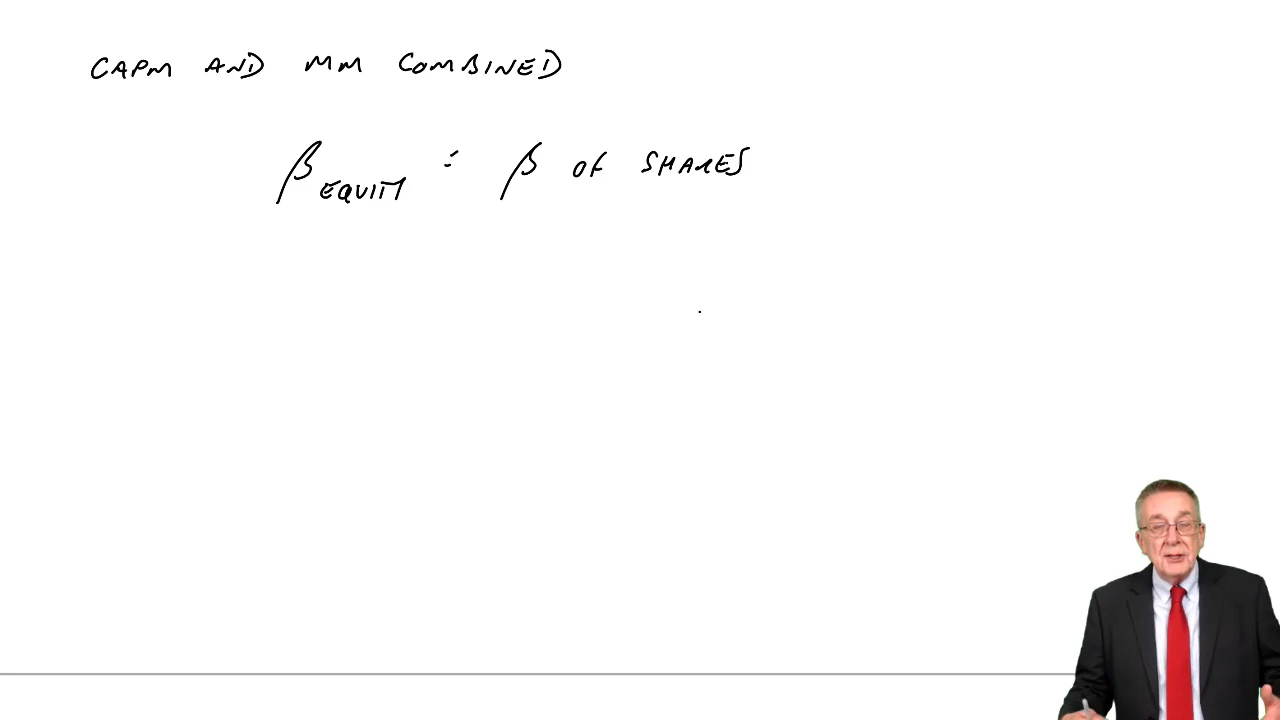 CAPM AND MM COMBINED
β EQUITY = β OF SHARES